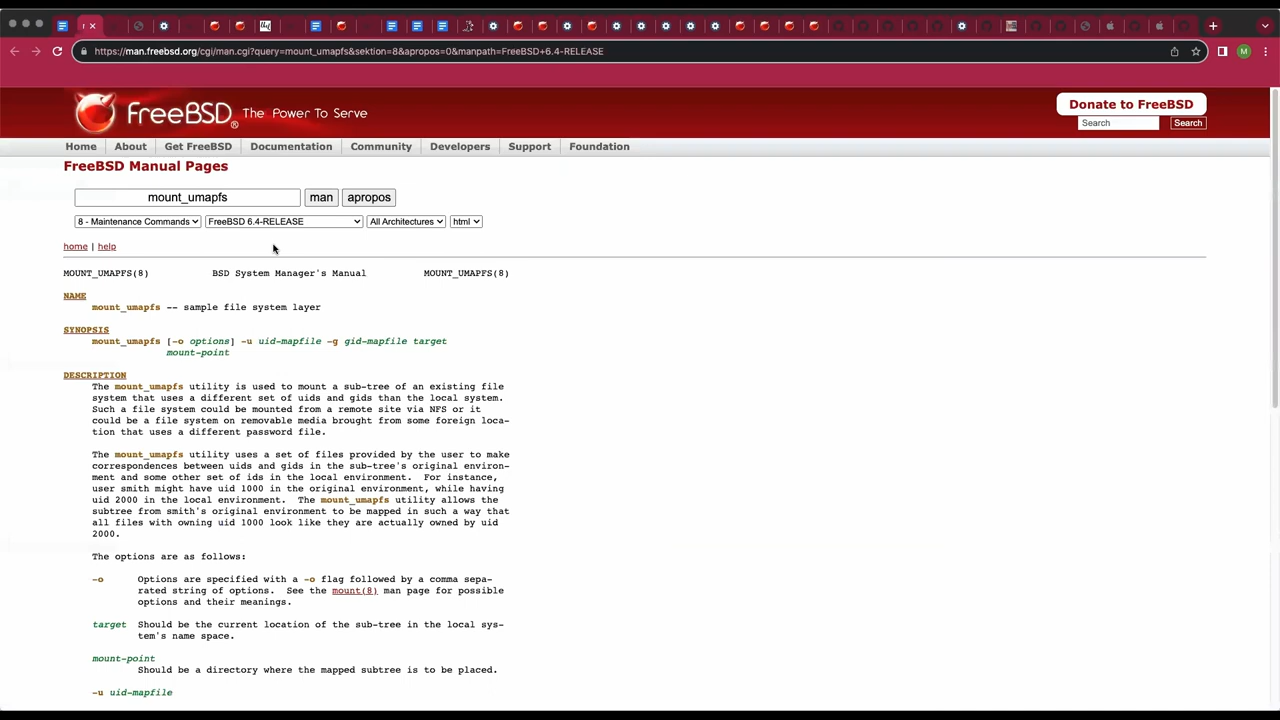 https://man.freebsd.org/cgi/man.cgi?query=mount_umapfs&sektion=8&apropos=0&manpath=FreeBSD+6.4-RELEASE
M
FreeBSD® The Power To Serve
Donate to FreeBSD
Search Search
Home About Get FreeBSD Documentation Community Developers Support Foundation
FreeBSD Manual Pages
mount_umapfs man apropos
8 - Maintenance Commands FreeBSD 6.4-RELEASE All Architectures html
home | help
MOUNT_UMAPFS(8) BSD System Manager's Manual MOUNT_UMAPFS(8)
NAME
mount_umapfs -- sample file system layer
SYNOPSIS
mount_umapfs [-o options] -u uid-mapfile -g gid-mapfile target
mount-point
DESCRIPTION
The mount_umapfs utility is used to mount a sub-tree of an existing file
system that uses a different set of uids and gids than the local system.
Such a file system could be mounted from a remote site via NFS or it
could be a file system on removable media brought from some foreign loca-
tion that uses a different password file.
The mount_umapfs utility uses a set of files provided by the user to make
correspondences between uids and gids in the sub-tree's original environ-
ment and some other set of ids in the local environment. For instance,
user smith might have uid 1000 in the original environment, while having
uid 2000 in the local environment. The mount_umapfs utility allows the
subtree from smith's original environment to be mapped in such a way that
all files with owning uid 1000 look like they are actually owned by uid
2000.
The options are as follows:
-o Options are specified with a -o flag followed by a comma sepa-
rated string of options. See the mount(8) man page for possible
options and their meanings.
target Should be the current location of the sub-tree in the local sys-
tem's name space.
mount-point
Should be a directory where the mapped subtree is to be placed.
-u uid-mapfile